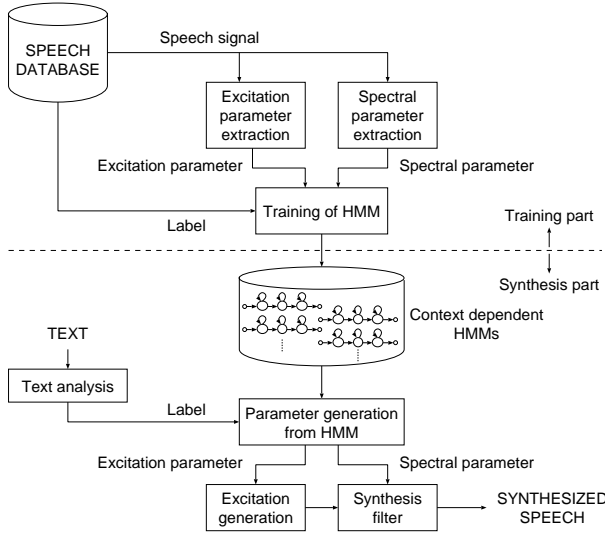 SPEECH
DATABASE
Speech signal
Excitation
parameter
extraction
Spectral
parameter
extraction
Excitation parameter
Spectral parameter
Label
Training of HMM
Training part
Synthesis part
Context dependent
HMMs
TEXT
Text analysis
Label
Parameter generation
from HMM
Excitation parameter
Spectral parameter
Excitation
generation
Synthesis
filter
SYNTHESIZED
SPEECH